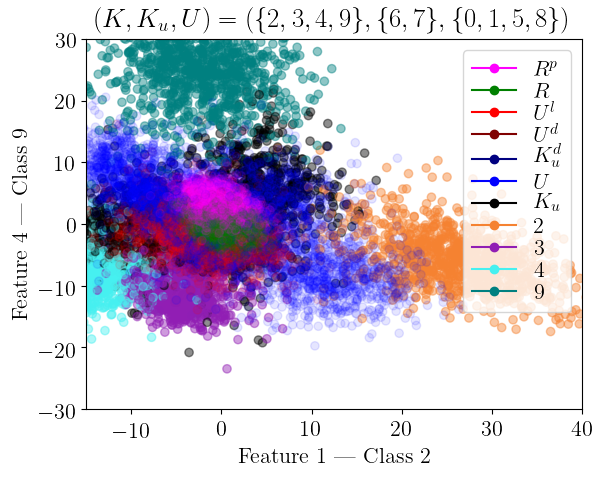 (K, K_u, U) = ({2, 3, 4, 9}, {6, 7}, {0, 1, 5, 8})
30
20
10
0
−10
−20
−30
Feature 4 — Class 9
R^p
R
U^l
U^d
K_u^d
U
K_u
2
3
4
9
−10
0
10
20
30
40
Feature 1 — Class 2